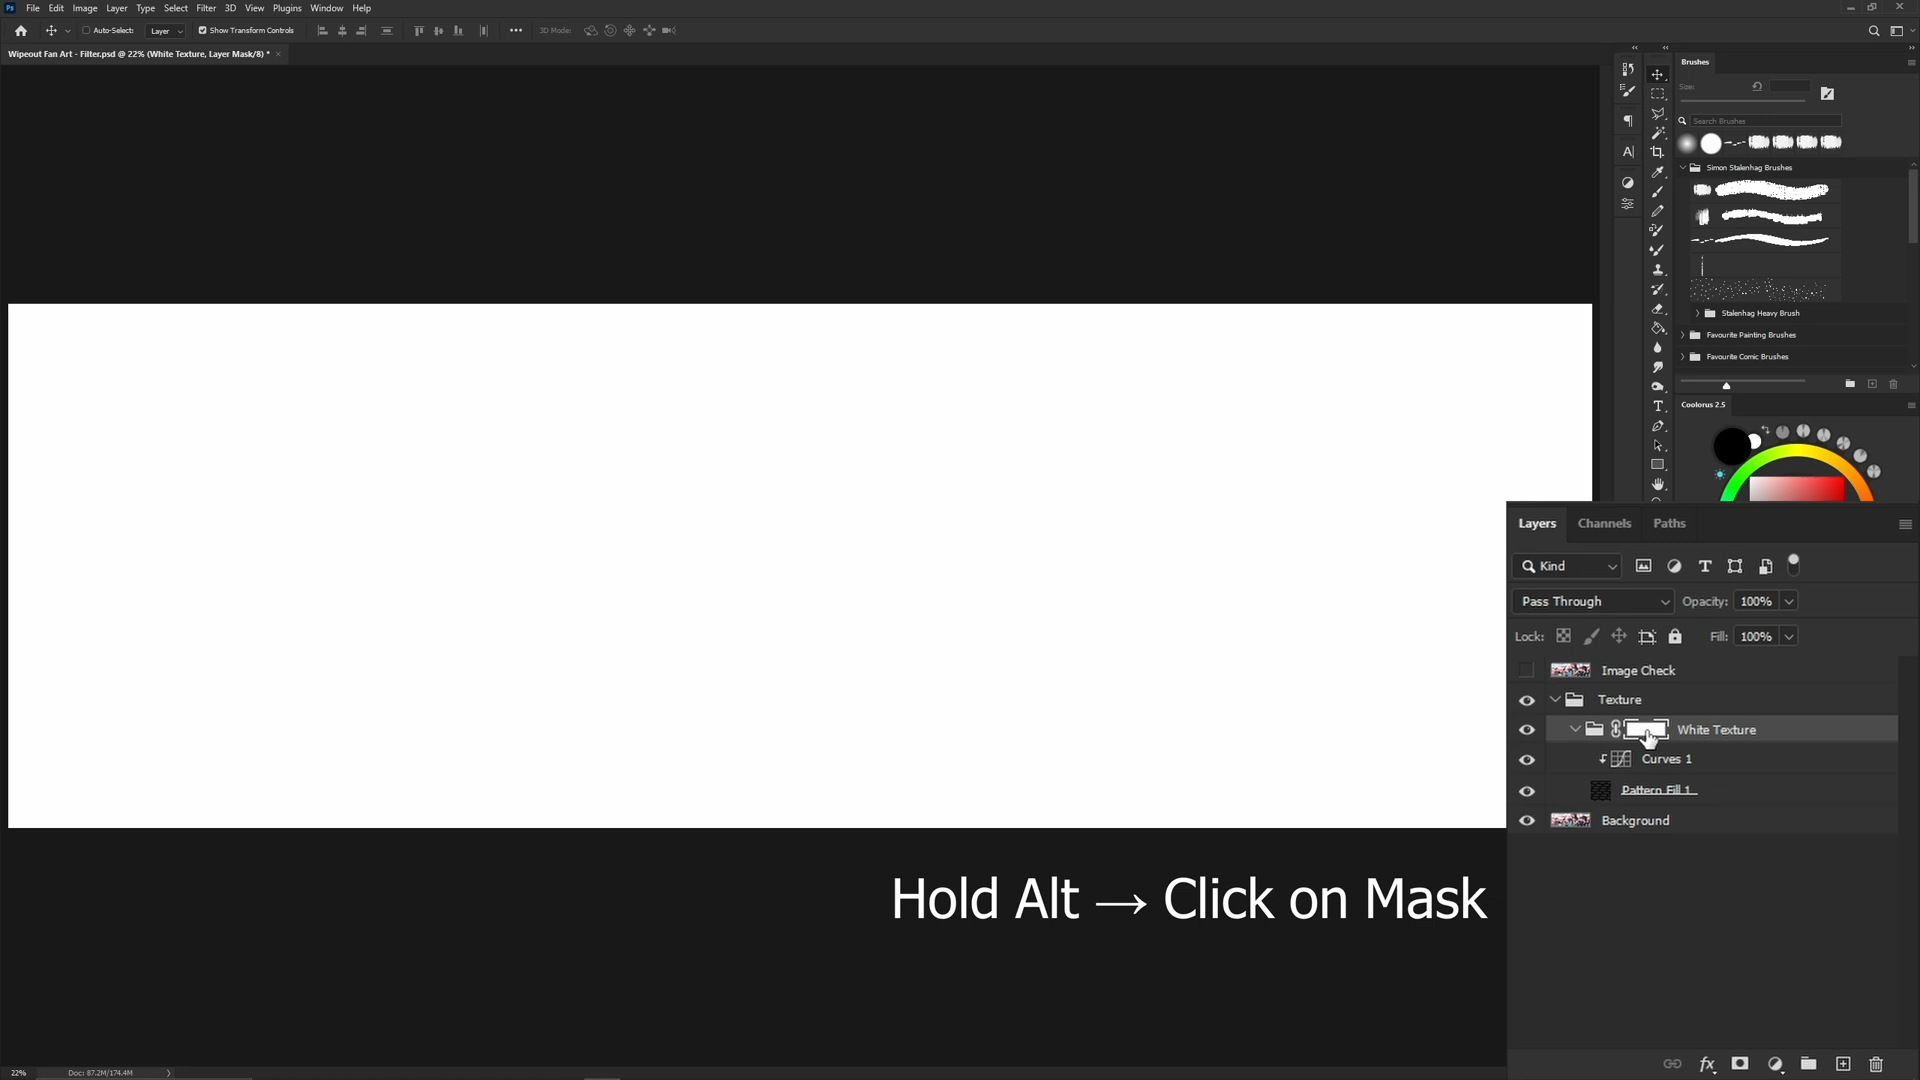 Ps File Edit Image Layer Type Select Filter 3D View Plugins Window Help
Auto-Select: Layer Show Transform Controls 3D Mode:
Wipeout Fan Art - Filter.psd @ 22% (White Texture, Layer Mask/8) *
Brushes
Size:
Search Brushes
Simon Stalenhag Brushes
Stalenhag Heavy Brush
Favourite Painting Brushes
Favourite Comic Brushes
Coolorus 2.5
Layers Channels Paths
Kind
Pass Through Opacity: 100%
Lock: Fill: 100%
Image Check
Texture
White Texture
Curves 1
Pattern Fill 1
Background
Hold Alt → Click on Mask
22% Doc: 87.2M/174.4M